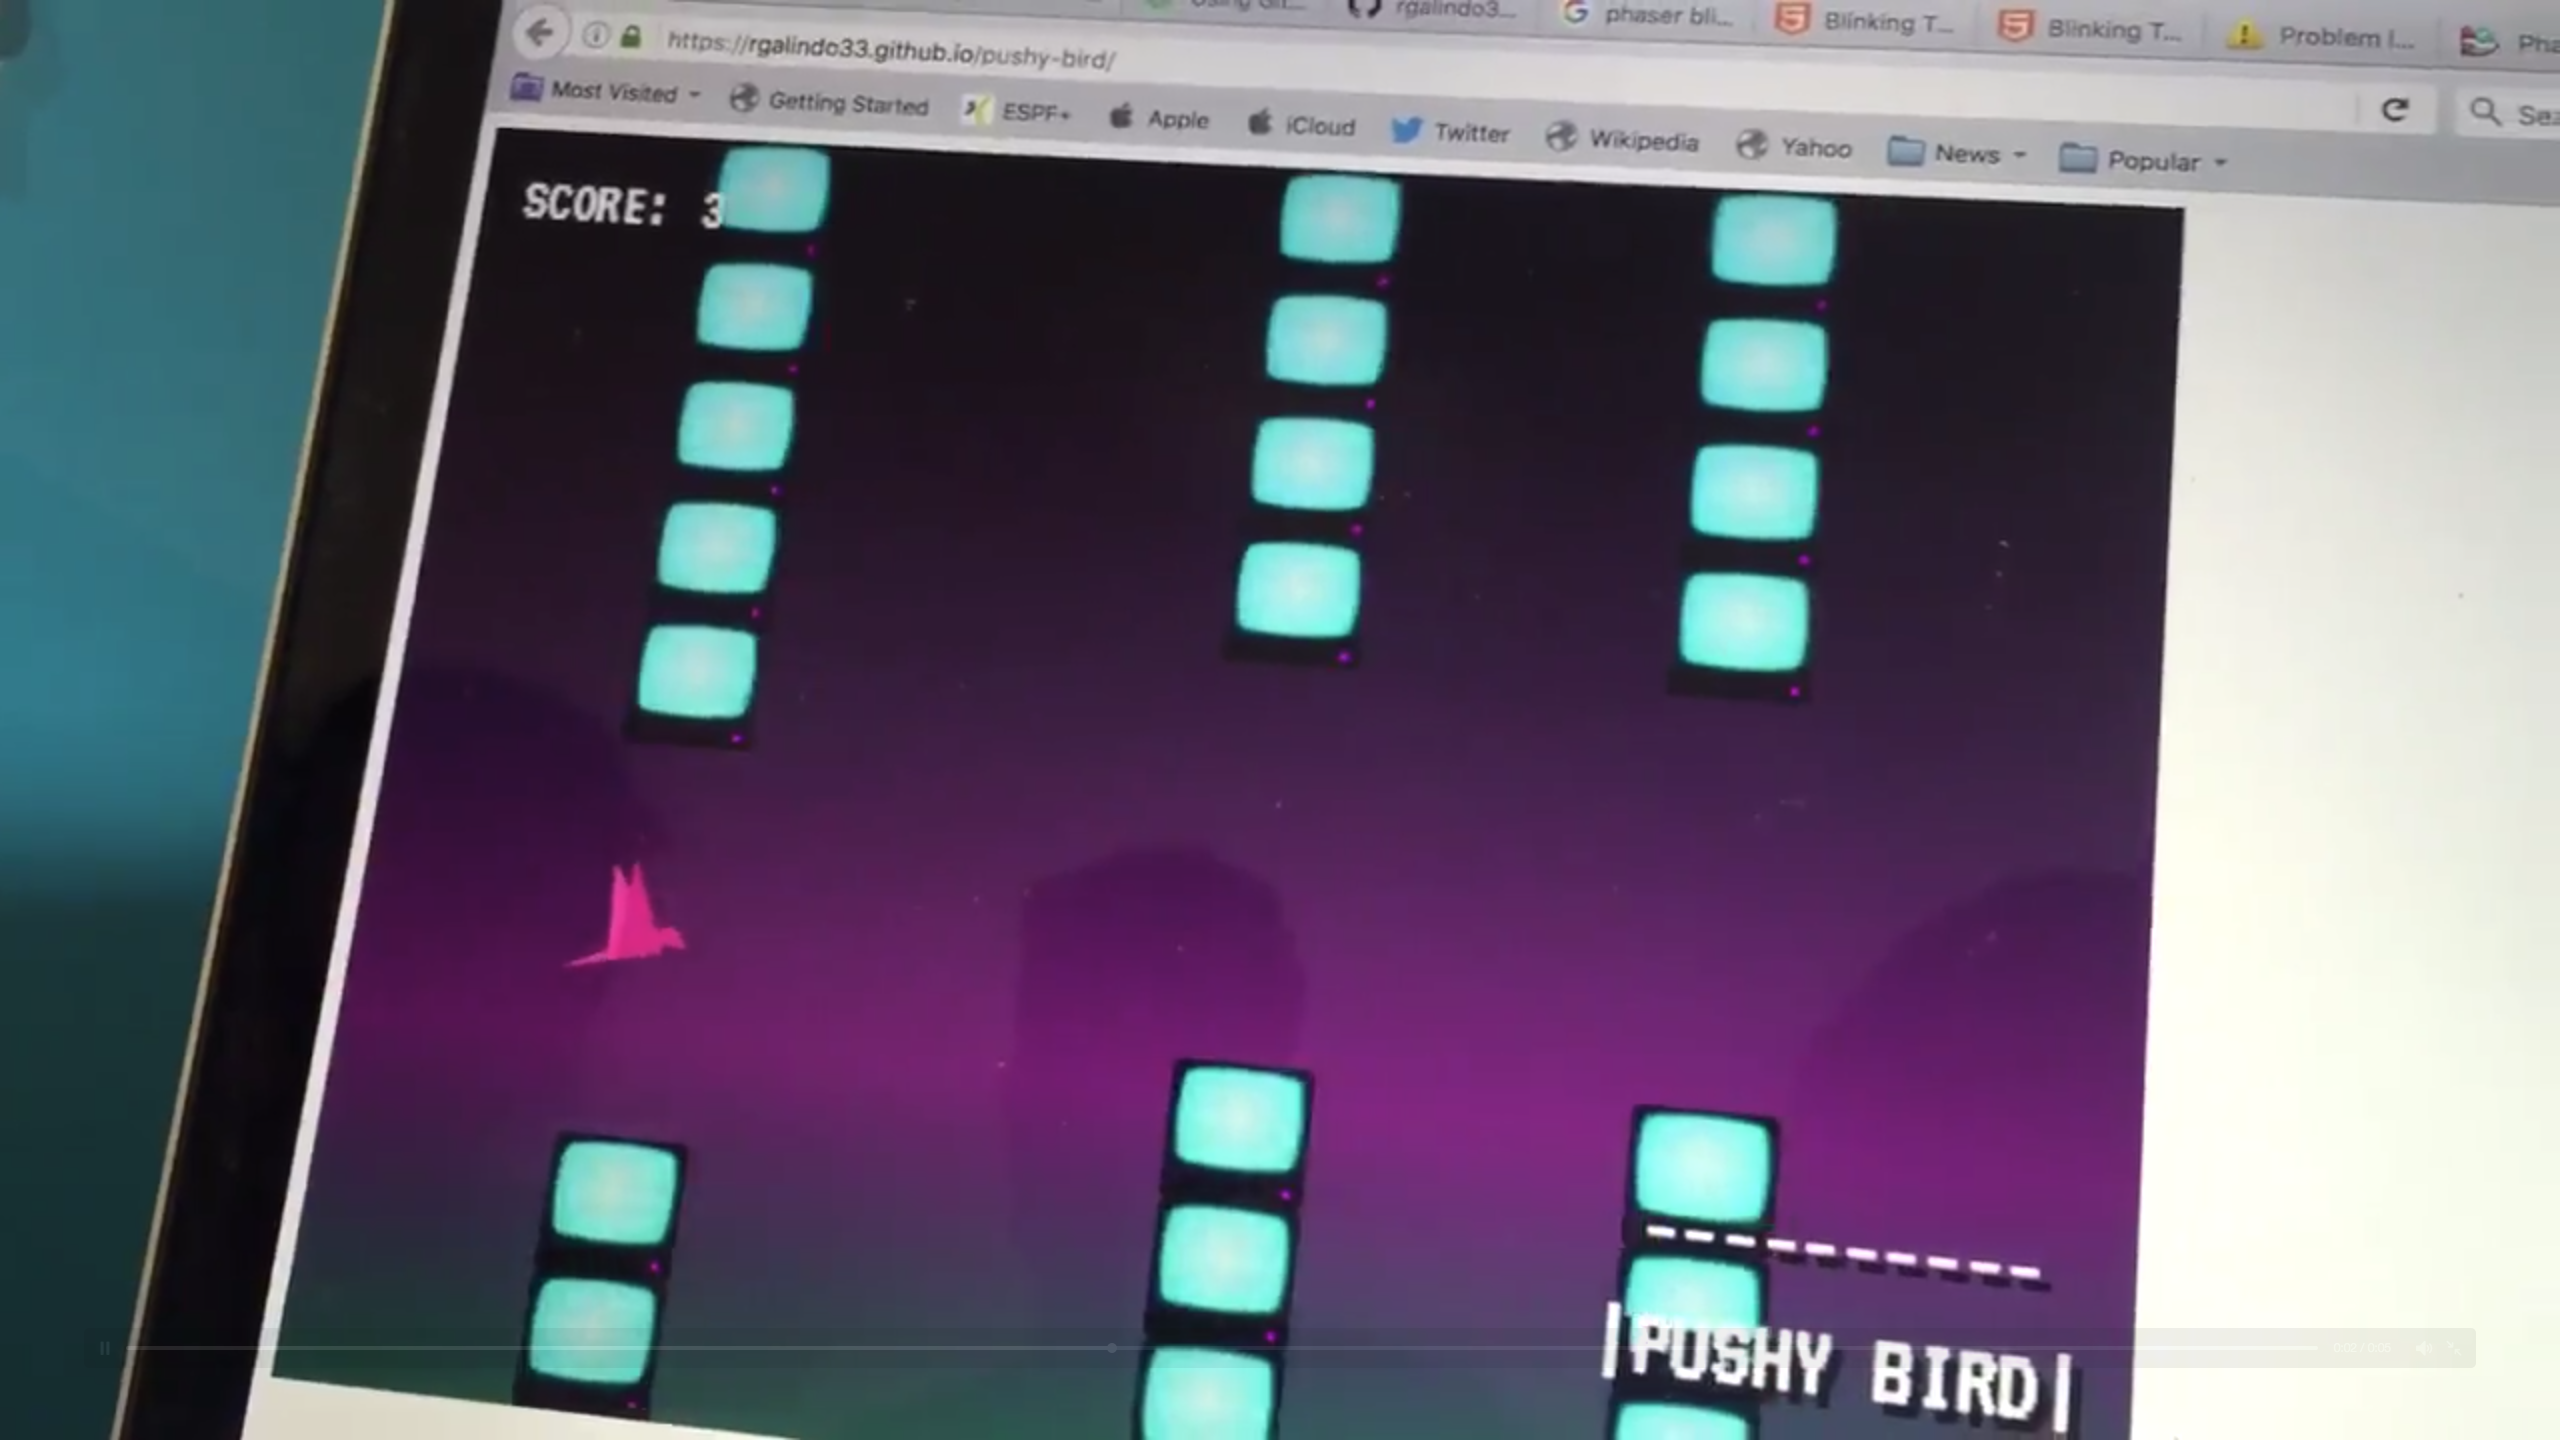 Using Git...
rgalindo3...
phaser bli...
Blinking T...
Blinking T...
Problem l...
Pha
https://rgalindo33.github.io/pushy-bird/
Sea
Most Visited
Getting Started
ESPF+
Apple
iCloud
Twitter
Wikipedia
Yahoo
News
Popular
SCORE: 3
|PUSHY BIRD|